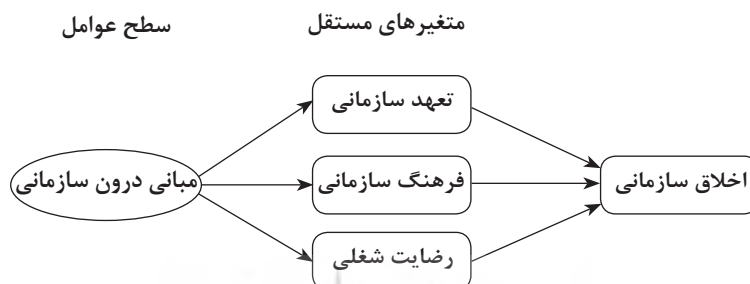 سطح عوامل
متغیرهای مستقل
تعهد سازمانی
مبانی درون سازمانی
فرهنگ سازمانی
اخلاق سازمانی
رضایت شغلی